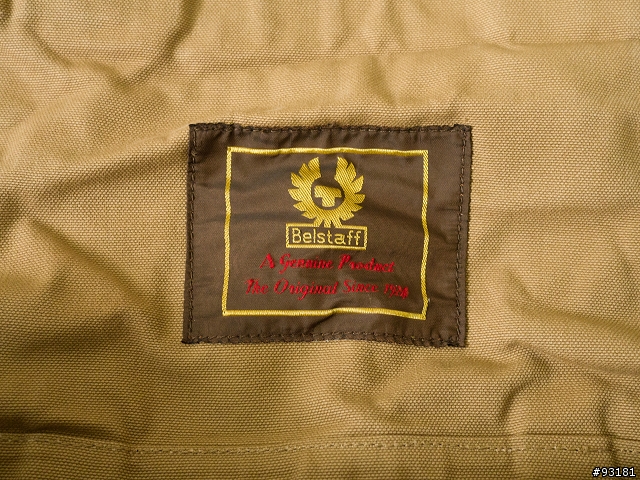 Belstaff
A Genuine Product
The Original Since 1924
#93181